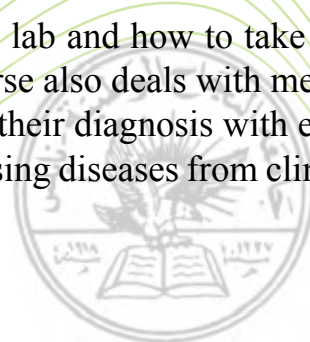 lab and how to take
rse also deals with me
their diagnosis with e
sing diseases from clin